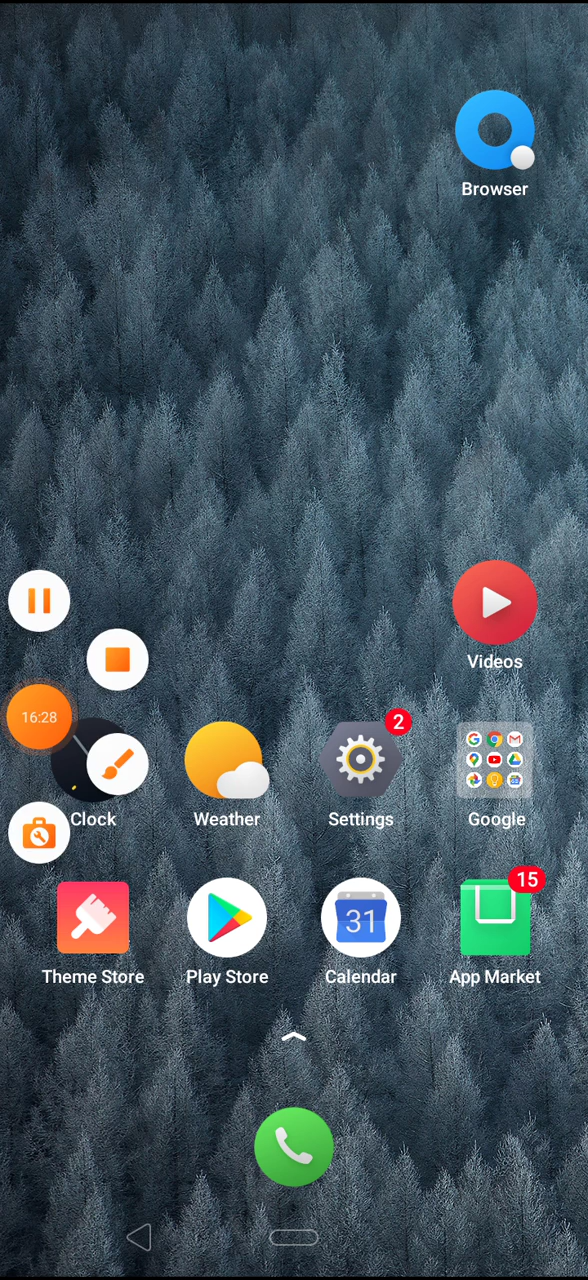 Browser
Videos
16:28
2
Clock
Weather
Settings
Google
15
31
Theme Store
Play Store
Calendar
App Market